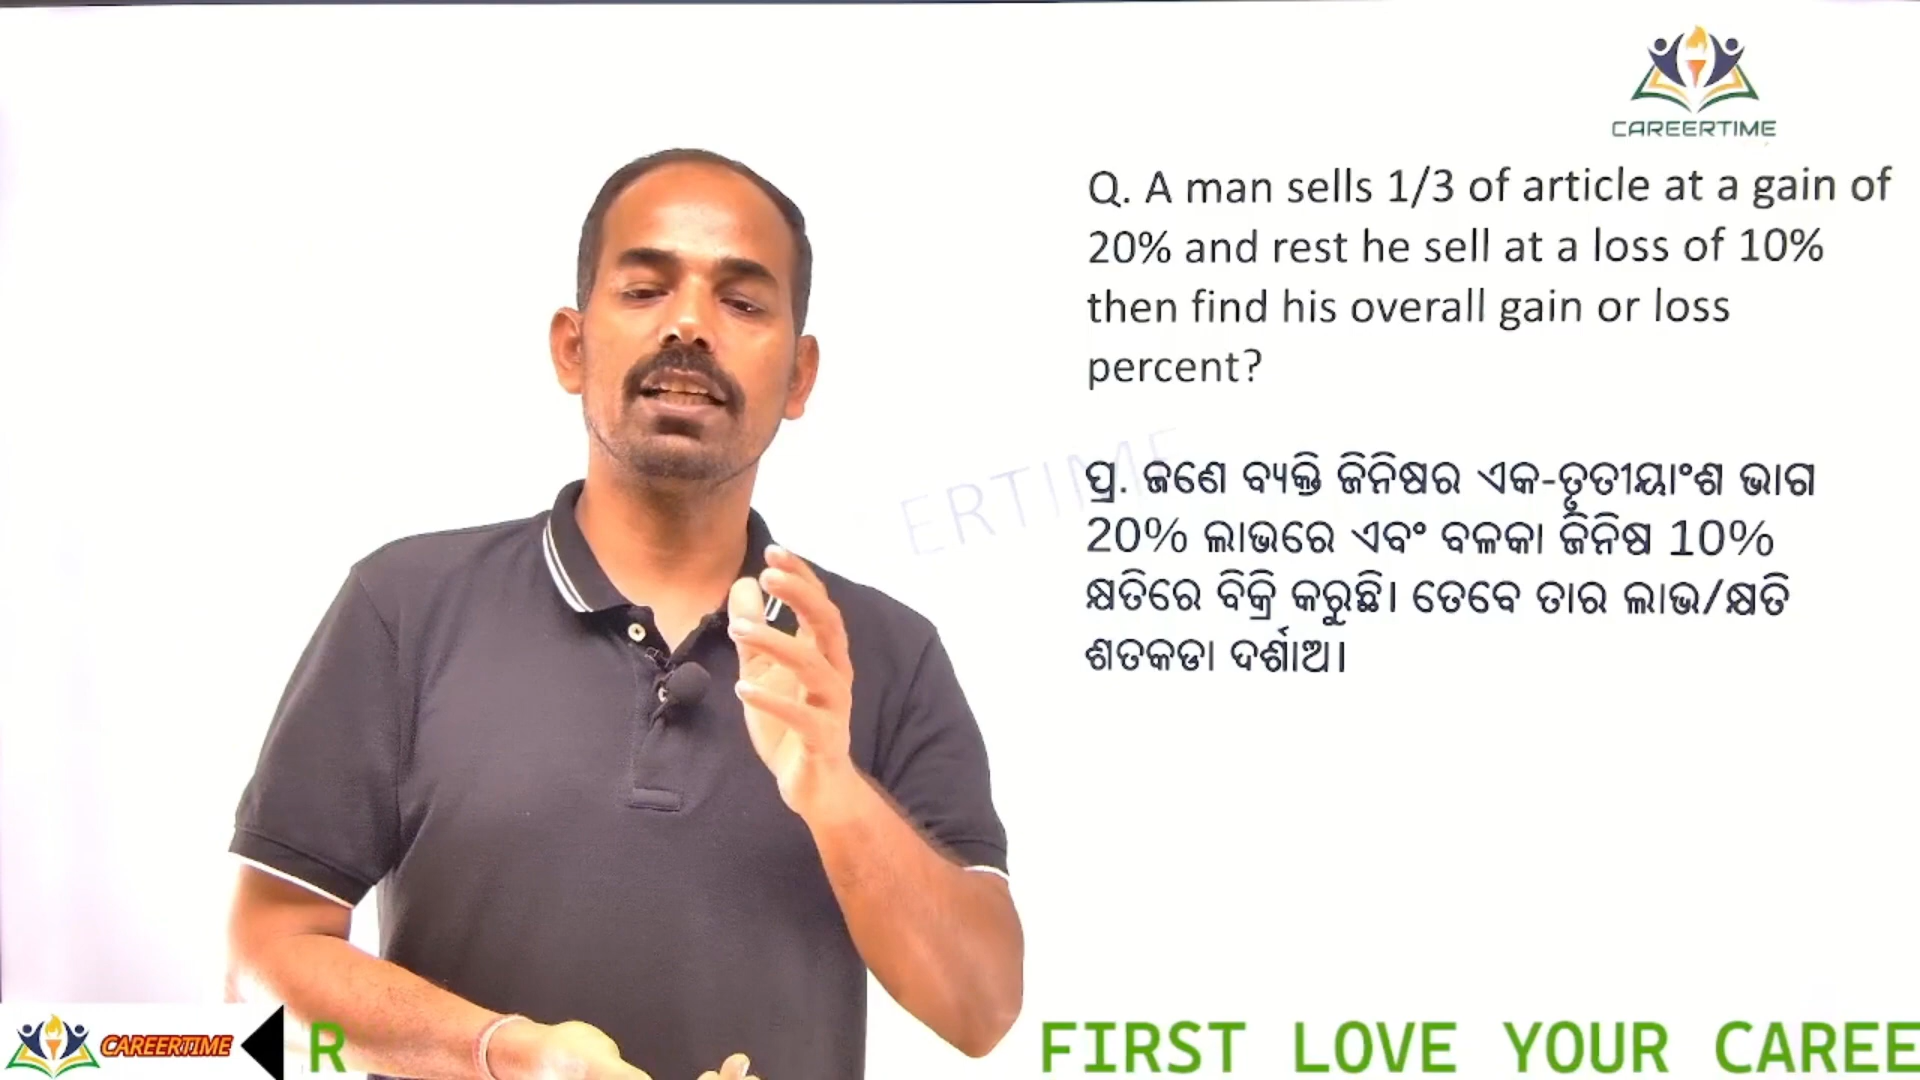 CAREERTIME
Q. A man sells 1/3 of article at a gain of
20% and rest he sell at a loss of 10%
then find his overall gain or loss
percent?
ERTIME
ପ୍ର. ଜଣେ ବ୍ୟକ୍ତି ଜିନିଷର ଏକ-ତୃତୀୟାଂଶ ଭାଗ
20% ଲାଭରେ ଏବଂ ବଳକା ଜିନିଷ 10%
କ୍ଷତିରେ ବିକ୍ରି କରୁଛି। ତେବେ ତାର ଲାଭ/କ୍ଷତି
ଶତକଡା ଦର୍ଶାଅ।
CAREERTIME
R FIRST LOVE YOUR CAREE